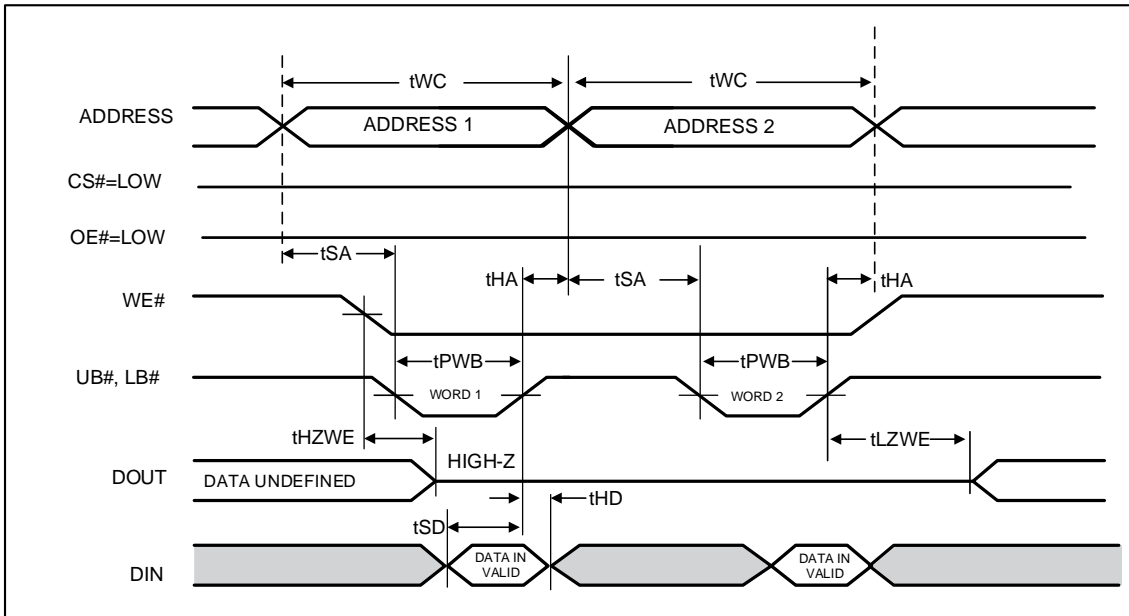 tWC tWC
ADDRESS ADDRESS 1 ADDRESS 2
CS#=LOW
OE#=LOW
tSA tHA tSA tHA
WE#
tPWB tPWB
UB#, LB# WORD 1 WORD 2
tHZWE tLZWE
HIGH-Z
DOUT DATA UNDEFINED
tHD
tSD
DIN DATA IN VALID DATA IN VALID